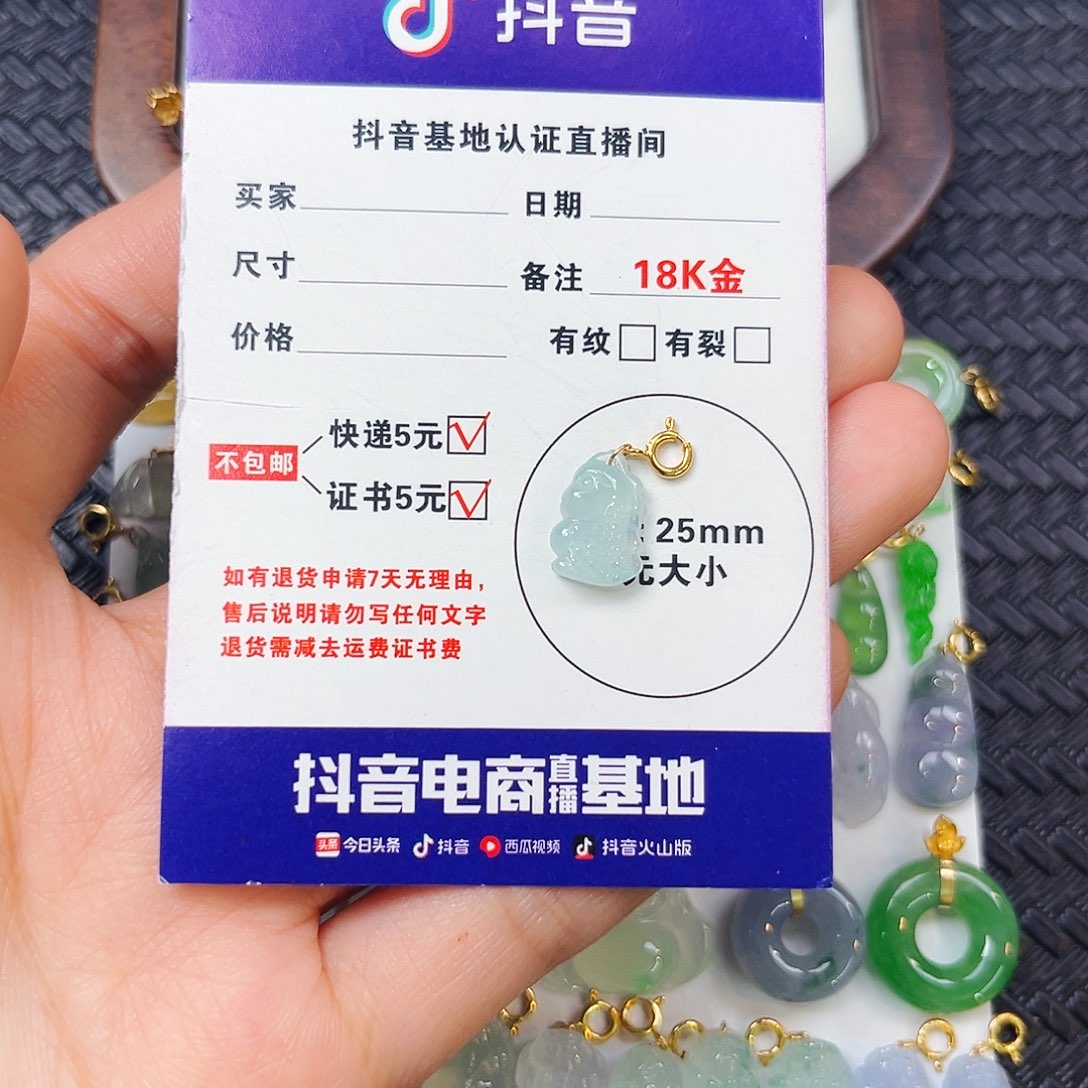 抖音
抖音基地认证直播间
买家 日期
尺寸 备注 18K金
价格 有纹 有裂
不包邮
快递5元
证书5元
: 25mm
元大小
如有退货申请7天无理由,
售后说明请勿写任何文字
退货需减去运费证书费
抖音电商直播基地
头条 今日头条 抖音 西瓜视频 抖音火山版